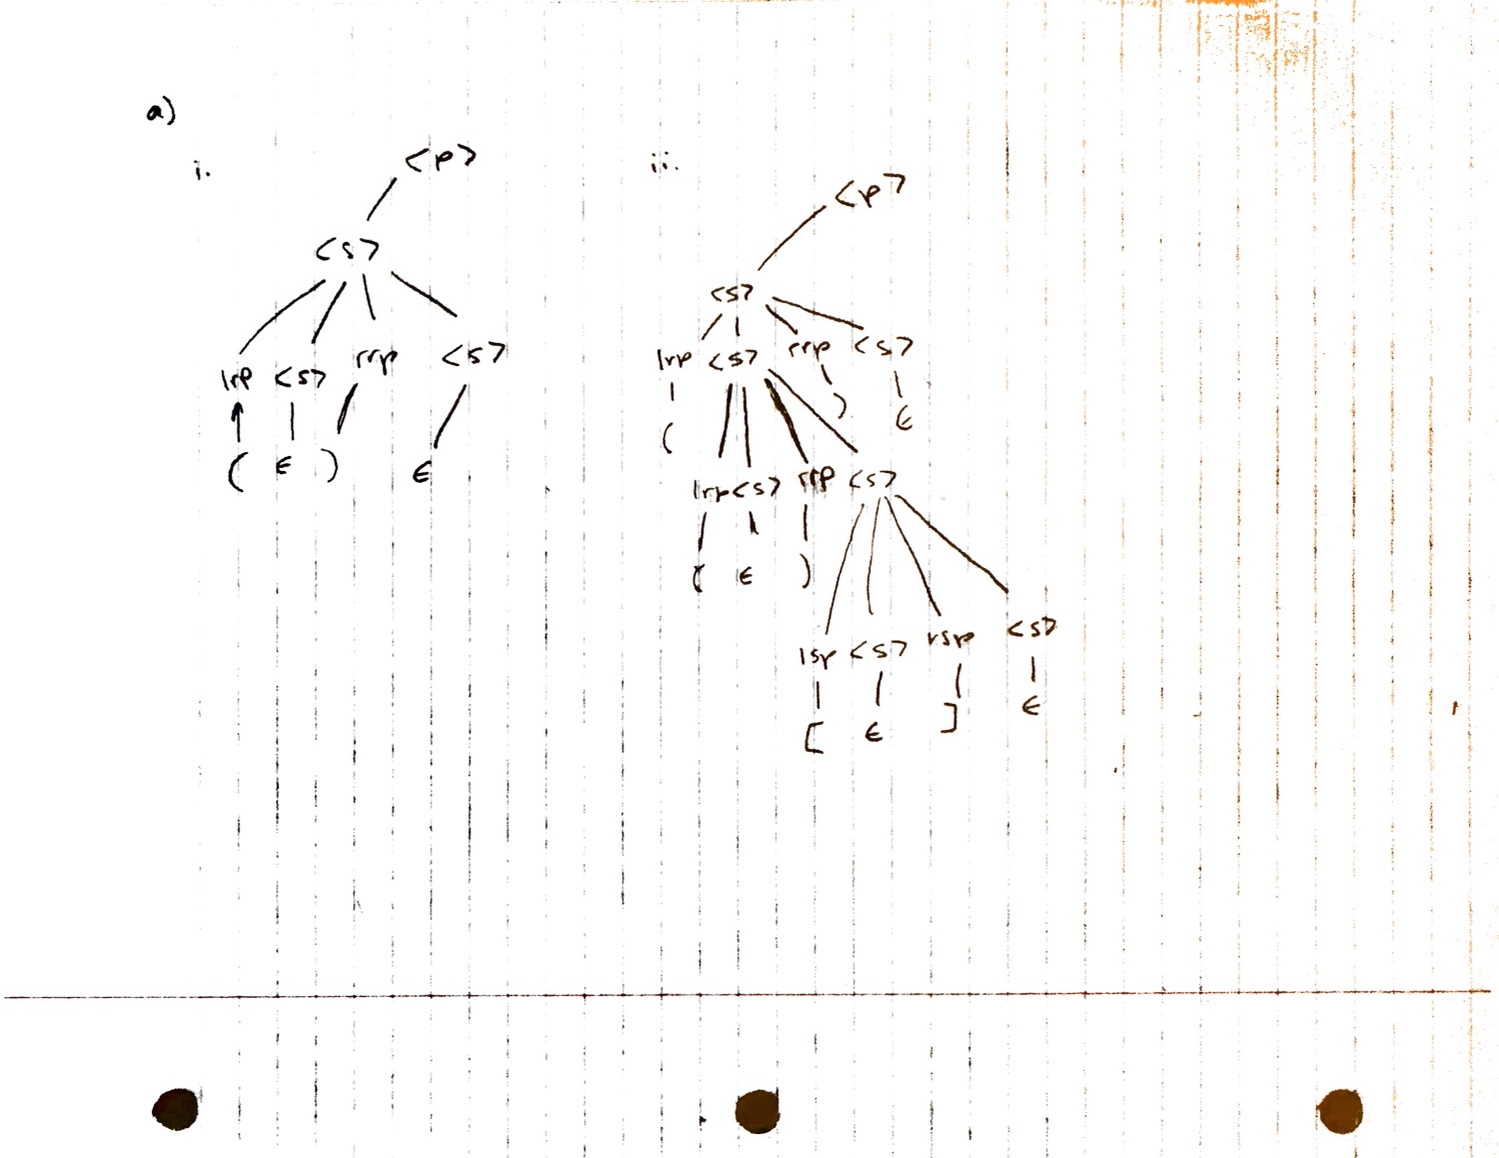 a)
i.
<p>
<s>
lrp <s> rrp <s>
( ε ) ε
ii.
<p>
<s>
lrp <s> rrp <s>
( ) ε
lrp <s> rrp <s>
( ε ) 
lsp <s> rsp <s>
[ ε ] ε